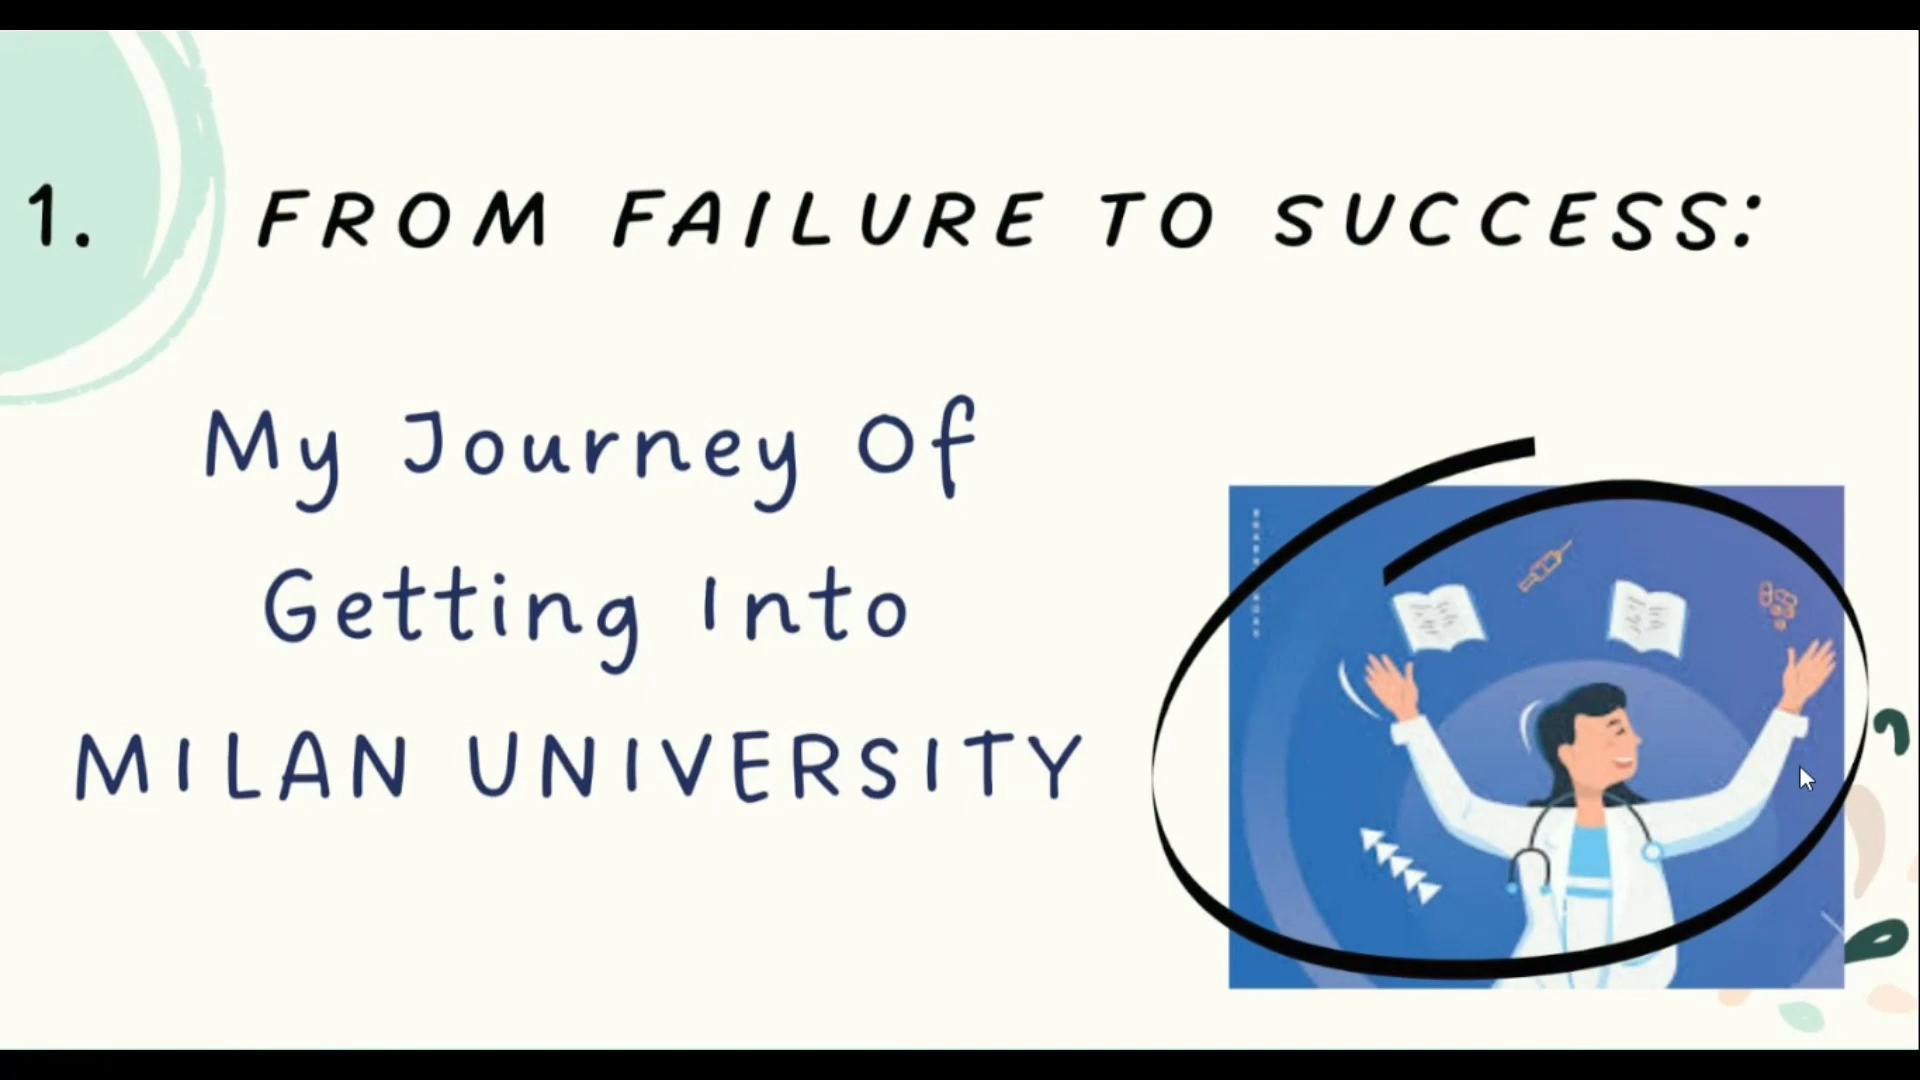 1. FROM FAILURE TO SUCCESS:
My Journey Of
Getting Into
MILAN UNIVERSITY